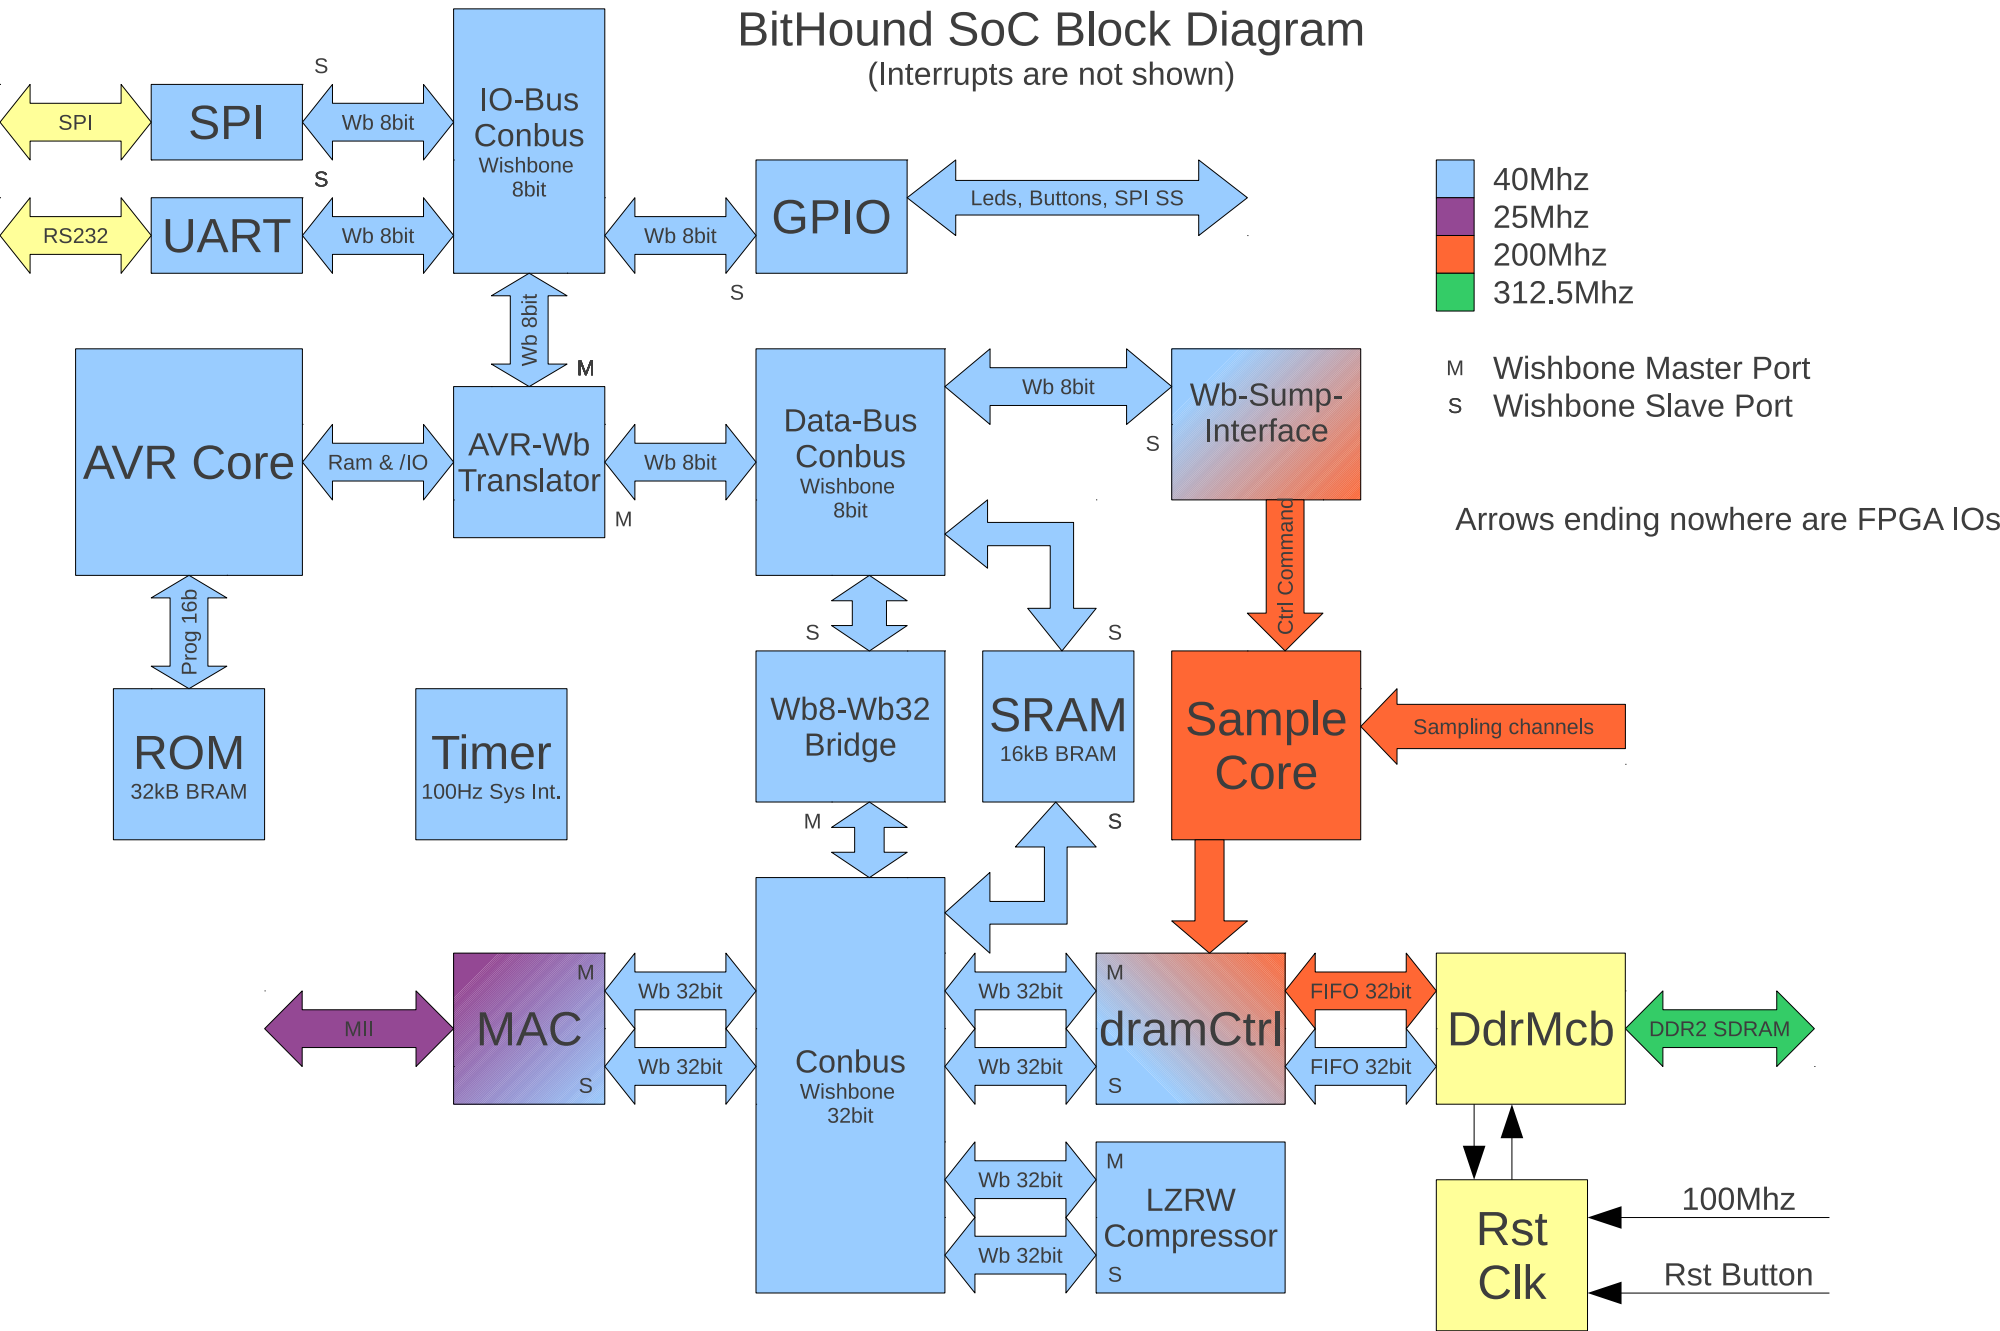 BitHound SoC Block Diagram
(Interrupts are not shown)
S
SPI
SPI
Wb 8bit
IO-Bus
Conbus
Wishbone
8bit
S
RS232
UART
Wb 8bit
Wb 8bit
S
GPIO
Leds, Buttons, SPI SS
40Mhz
25Mhz
200Mhz
312.5Mhz
M Wishbone Master Port
S Wishbone Slave Port
Arrows ending nowhere are FPGA IOs
Wb 8bit
M
AVR Core
Ram & /IO
AVR-Wb
Translator
M
Wb 8bit
Data-Bus
Conbus
Wishbone
8bit
Wb 8bit
S
Wb-Sump-
Interface
Ctrl Command
Prog 16b
ROM
32kB BRAM
Timer
100Hz Sys Int.
S
Wb8-Wb32
Bridge
M
S
SRAM
16kB BRAM
S
Sample
Core
Sampling channels
MII
M
MAC
S
Wb 32bit
Wb 32bit
Conbus
Wishbone
32bit
Wb 32bit
Wb 32bit
M
dramCtrl
S
FIFO 32bit
FIFO 32bit
DdrMcb
DDR2 SDRAM
Wb 32bit
Wb 32bit
M
LZRW
Compressor
S
Rst
Clk
100Mhz
Rst Button